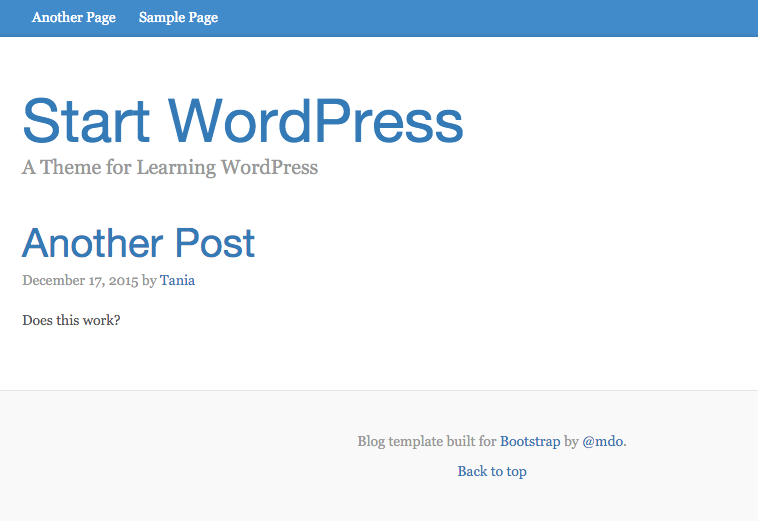 Another Page Sample Page
Start WordPress
A Theme for Learning WordPress
Another Post
December 17, 2015 by Tania
Does this work?
Blog template built for Bootstrap by @mdo.
Back to top